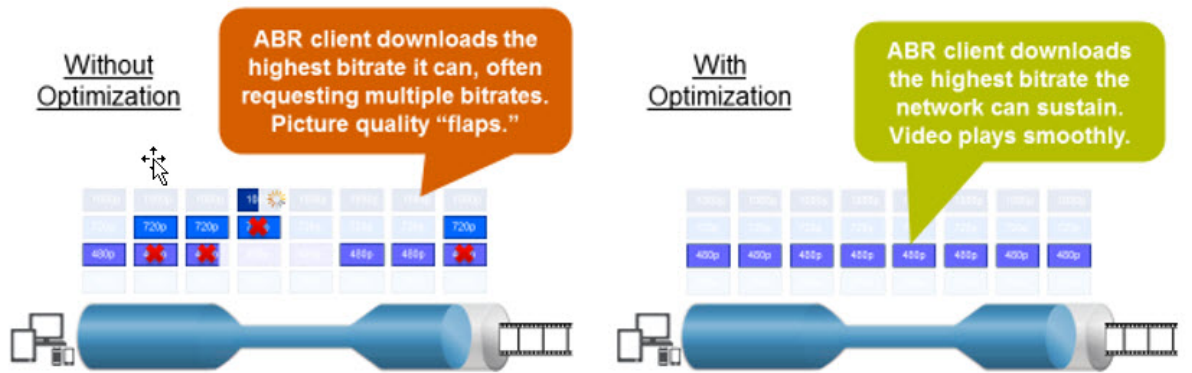 Without
Optimization
ABR client downloads the
highest bitrate it can, often
requesting multiple bitrates.
Picture quality “flaps.”
720p 720p 720p
480p 480p 480p
With
Optimization
ABR client downloads
the highest bitrate the
network can sustain.
Video plays smoothly.
480p 480p 480p 480p 480p 480p 480p 480p